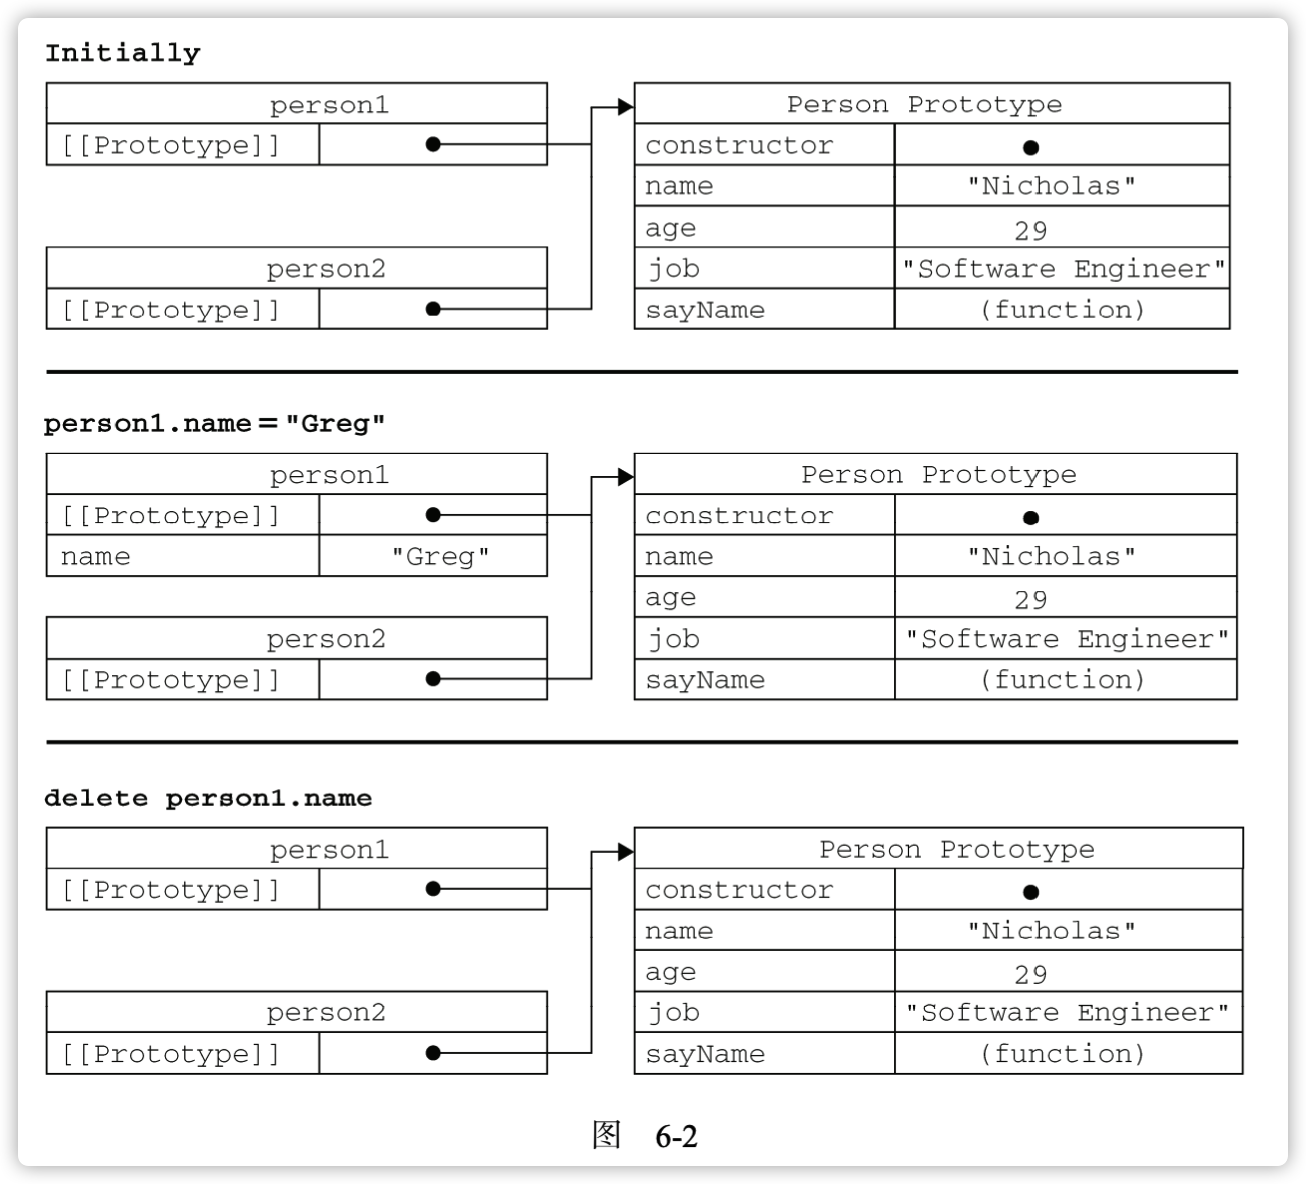 Initially
person1
[[Prototype]]
person2
[[Prototype]]
Person Prototype
constructor
name "Nicholas"
age 29
job "Software Engineer"
sayName (function)
person1.name = "Greg"
person1
[[Prototype]]
name "Greg"
person2
[[Prototype]]
Person Prototype
constructor
name "Nicholas"
age 29
job "Software Engineer"
sayName (function)
delete person1.name
person1
[[Prototype]]
person2
[[Prototype]]
Person Prototype
constructor
name "Nicholas"
age 29
job "Software Engineer"
sayName (function)
图 6-2